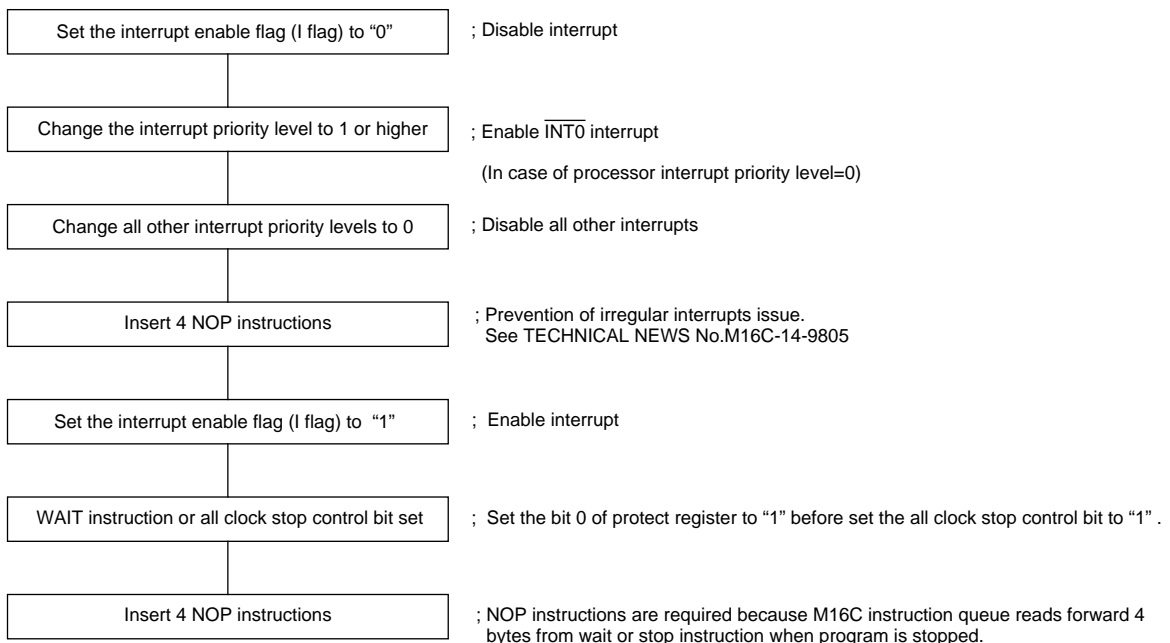 Set the interrupt enable flag (I flag) to “0”
; Disable interrupt
Change the interrupt priority level to 1 or higher
; Enable INT0 interrupt
(In case of processor interrupt priority level=0)
Change all other interrupt priority levels to 0
; Disable all other interrupts
Insert 4 NOP instructions
; Prevention of irregular interrupts issue.
See TECHNICAL NEWS No.M16C-14-9805
Set the interrupt enable flag (I flag) to “1”
; Enable interrupt
WAIT instruction or all clock stop control bit set
; Set the bit 0 of protect register to “1” before set the all clock stop control bit to “1” .
Insert 4 NOP instructions
; NOP instructions are required because M16C instruction queue reads forward 4
bytes from wait or stop instruction when program is stopped.